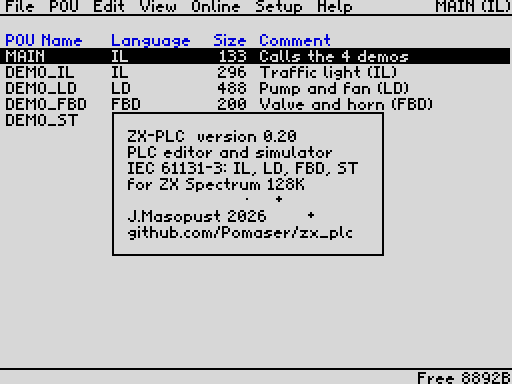 File POU Edit View Online Setup Help MAIN (IL)
POU Name Language Size Comment
MAIN IL 133 Calls the 4 demos
DEMO_IL IL 296 Traffic light (IL)
DEMO_LD LD 488 Pump and fan (LD)
DEMO_FBD FBD 200 Valve and horn (FBD)
DEMO_ST
ZX-PLC version 0.20
PLC editor and simulator
IEC 61131-3: IL, LD, FBD, ST
for ZX Spectrum 128K
J.Masopust 2026
github.com/Pomaser/zx_plc
Free 8892B